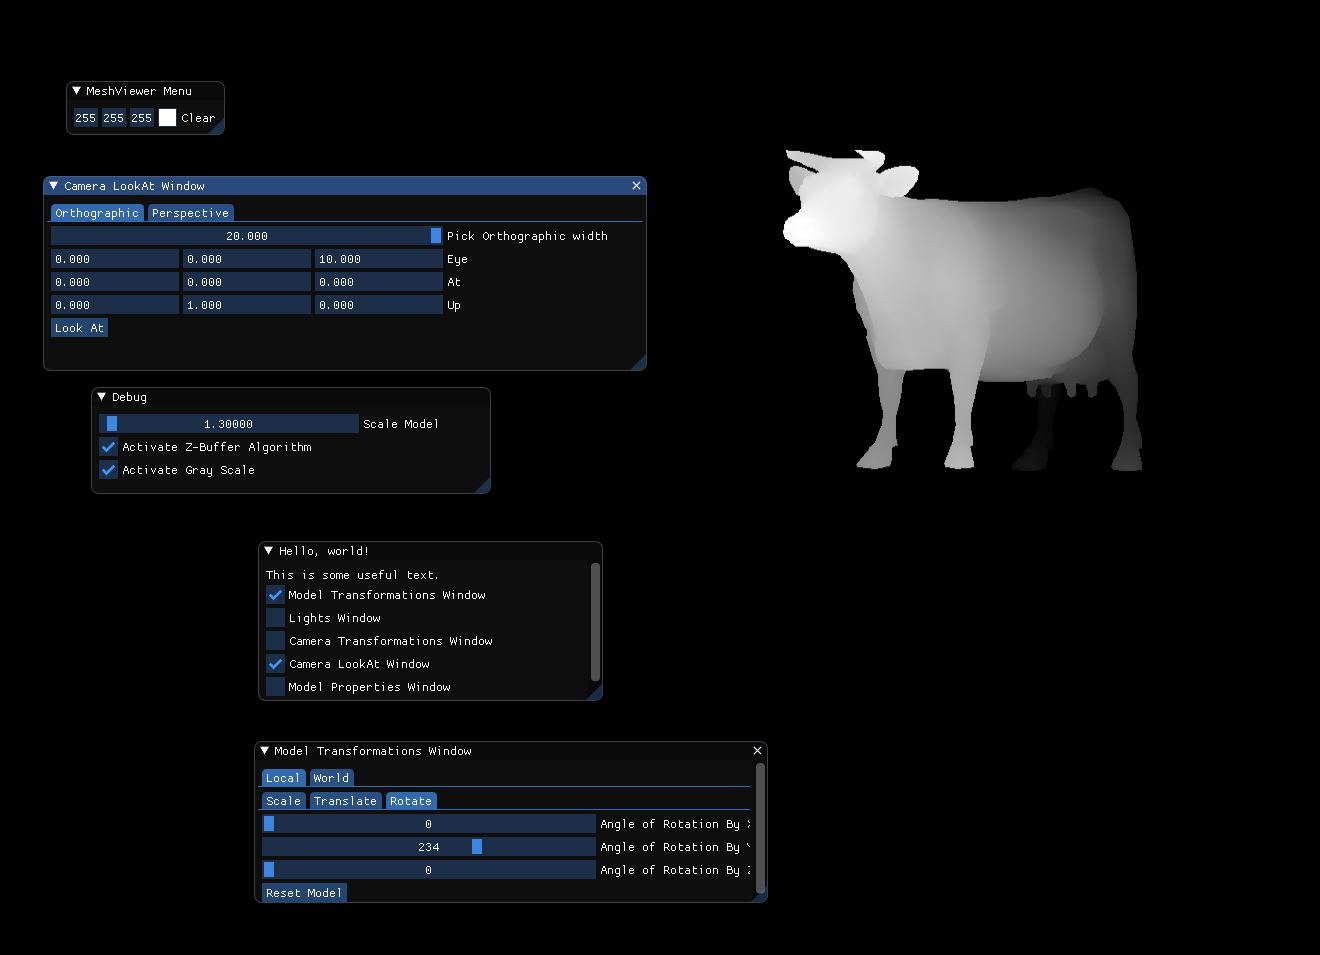 MeshViewer Menu
255 255 255 Clear
Camera LookAt Window
Orthographic Perspective
20.000 Pick Orthographic width
0.000 0.000 10.000 Eye
0.000 0.000 0.000 At
0.000 1.000 0.000 Up
Look At
Debug
1.30000 Scale Model
Activate Z-Buffer Algorithm
Activate Gray Scale
Hello, world!
This is some useful text.
Model Transformations Window
Lights Window
Camera Transformations Window
Camera LookAt Window
Model Properties Window
Model Transformations Window
Local World
Scale Translate Rotate
0 Angle of Rotation By
234 Angle of Rotation By
0 Angle of Rotation By
Reset Model